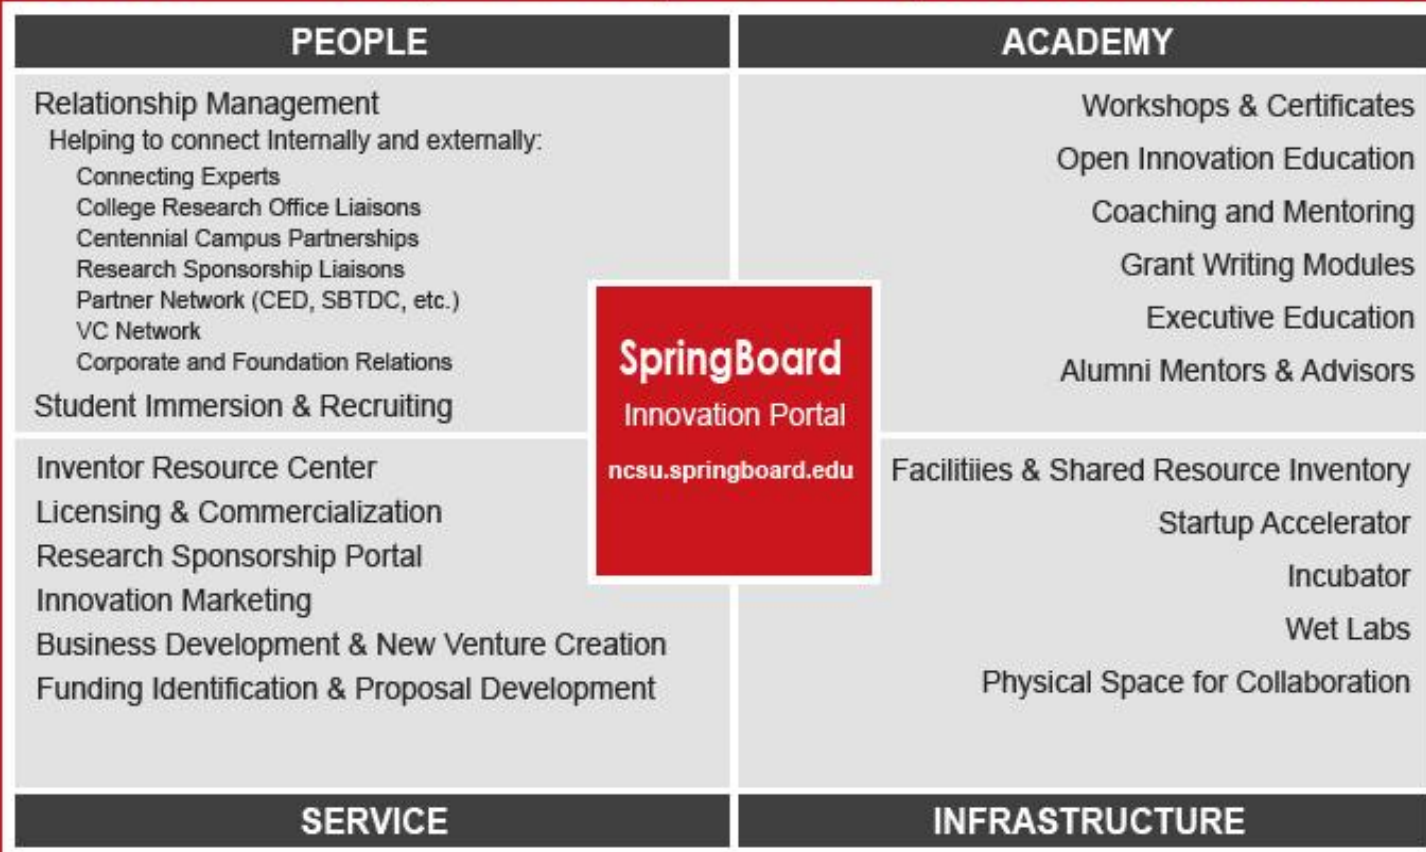 PEOPLE
Relationship Management
Helping to connect Internally and externally:
Connecting Experts
College Research Office Liaisons
Centennial Campus Partnerships
Research Sponsorship Liaisons
Partner Network (CED, SBTDC, etc.)
VC Network
Corporate and Foundation Relations
Student Immersion & Recruiting
ACADEMY
Workshops & Certificates
Open Innovation Education
Coaching and Mentoring
Grant Writing Modules
Executive Education
Alumni Mentors & Advisors
SpringBoard
Innovation Portal
ncsu.springboard.edu
Inventor Resource Center
Licensing & Commercialization
Research Sponsorship Portal
Innovation Marketing
Business Development & New Venture Creation
Funding Identification & Proposal Development
SERVICE
Facilitiies & Shared Resource Inventory
Startup Accelerator
Incubator
Wet Labs
Physical Space for Collaboration
INFRASTRUCTURE